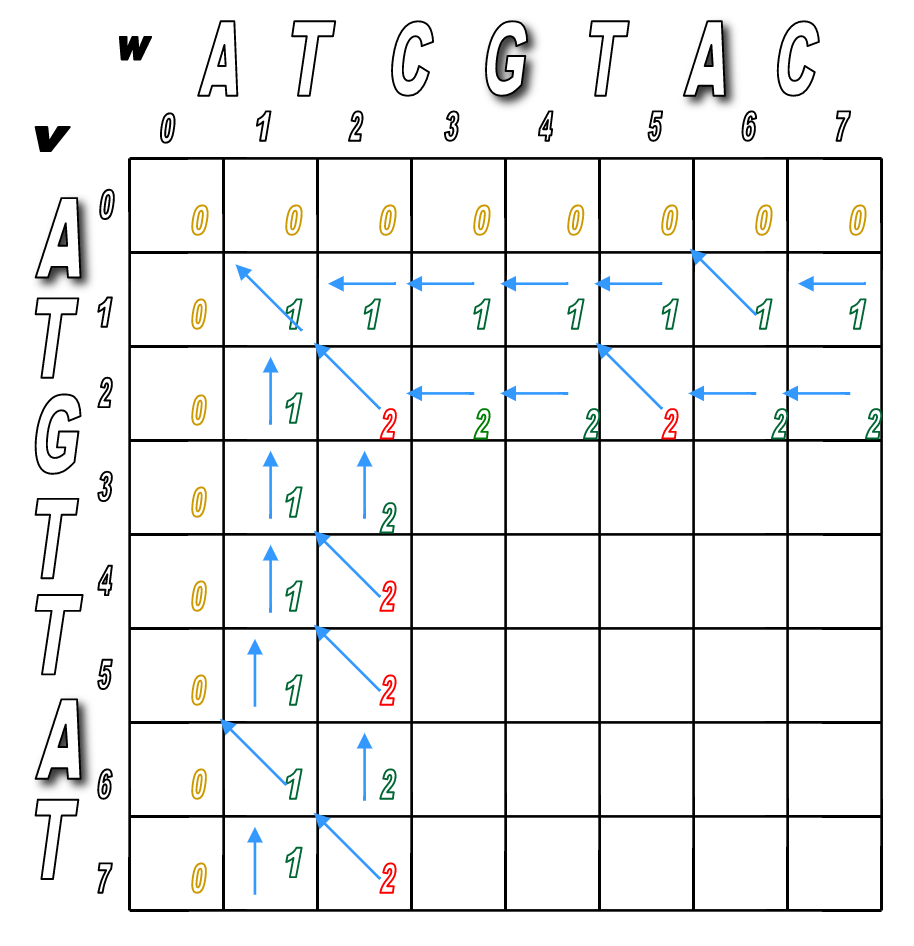 w A T C G T A C
v 0 1 2 3 4 5 6 7
A 0 0 0 0 0 0 0 0 0
T 1 0 1 1 1 1 1 1 1
G 2 0 1 2 2 2 2 2 2
T 3 0 1 2
T 4 0 1 2
A 5 0 1 2
T 6 0 1 2
7 0 1 2